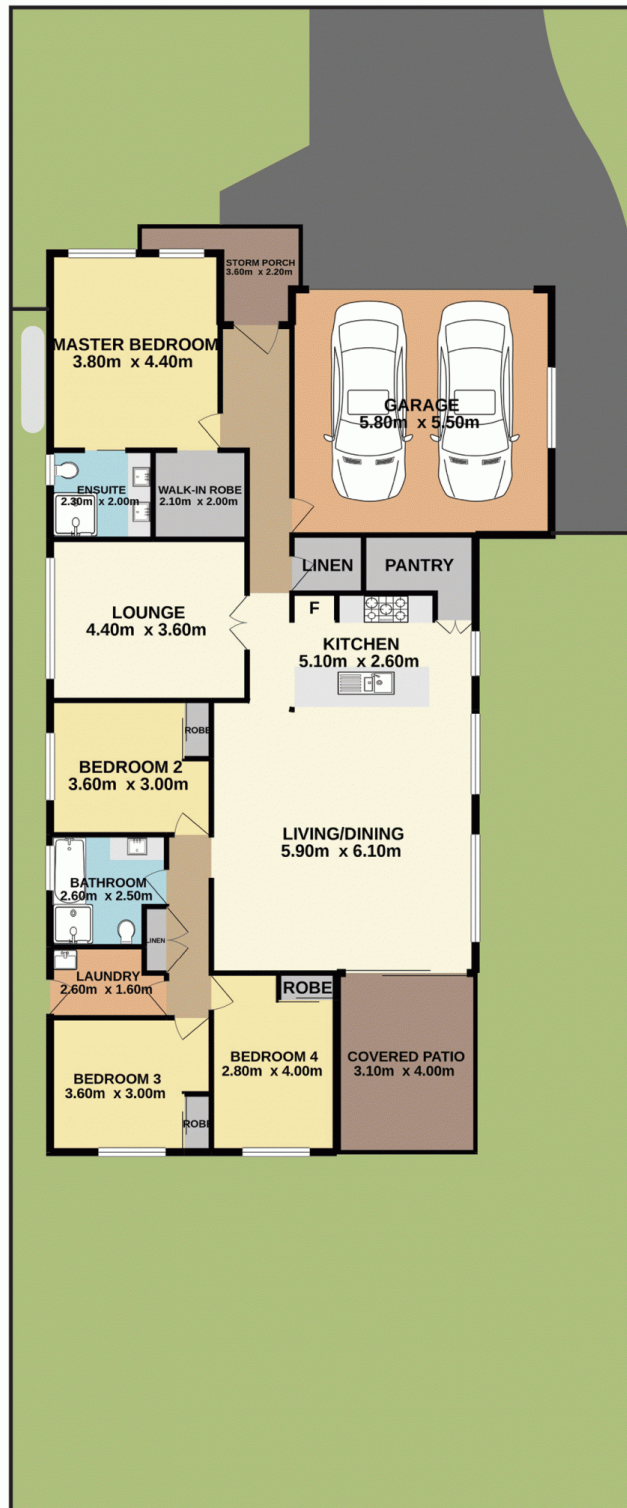 STORM PORCH
3.60m x 2.20m
MASTER BEDROOM
3.80m x 4.40m
GARAGE
5.80m x 5.50m
ENSUITE
2.30m x 2.00m
WALK-IN ROBE
2.10m x 2.00m
LINEN
PANTRY
F
LOUNGE
4.40m x 3.60m
KITCHEN
5.10m x 2.60m
ROBE
BEDROOM 2
3.60m x 3.00m
LIVING/DINING
5.90m x 6.10m
BATHROOM
2.60m x 2.50m
LINEN
LAUNDRY
2.60m x 1.60m
ROBE
BEDROOM 4
2.80m x 4.00m
COVERED PATIO
3.10m x 4.00m
BEDROOM 3
3.60m x 3.00m
ROBE